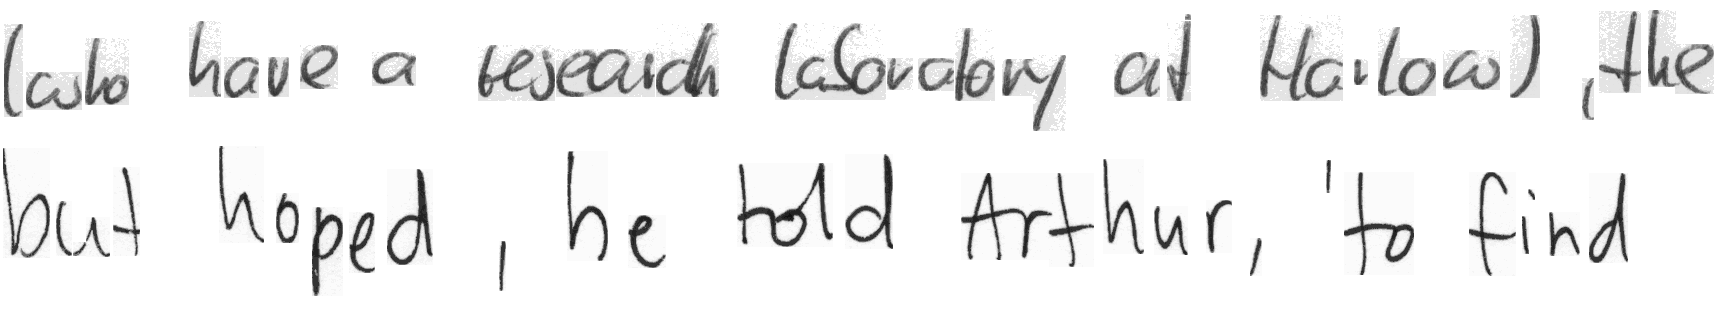 (who have a research laboratory at Harlow), the
but hoped, he told Arthur, 'to find